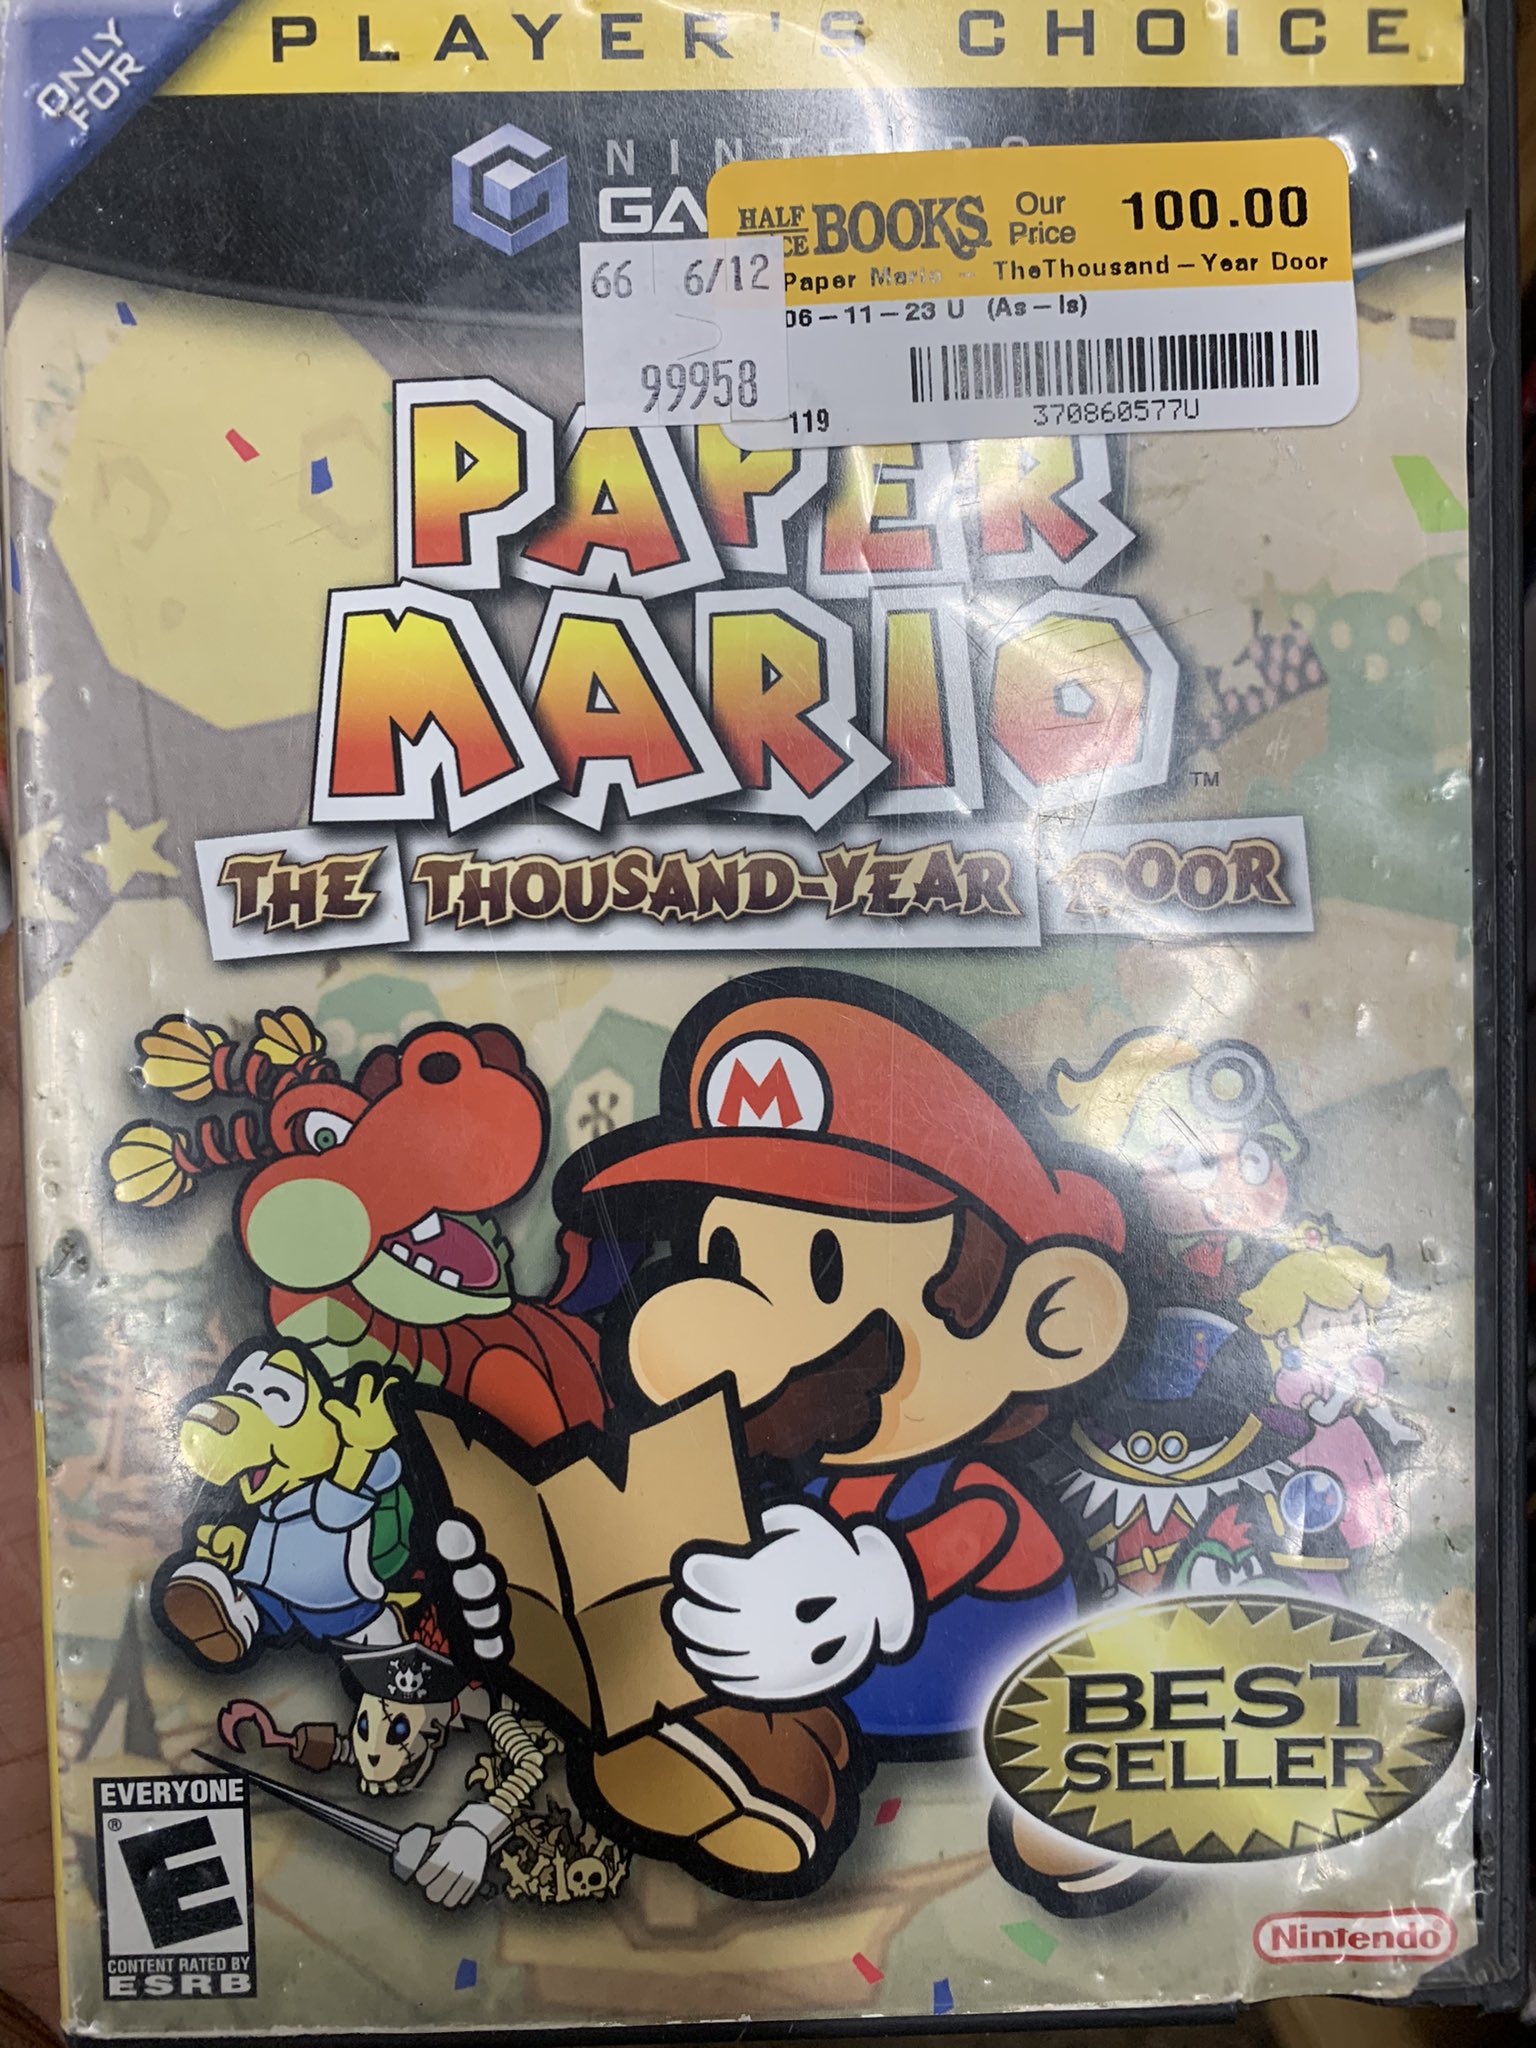 PLAYER'S CHOICE
ONLY
FOR
HALF
BOOKS
Our
Price
100.00
Paper Mario - TheThousand-Year Door
06-11-23 U (As-Is)
370860577U
119
66 6/12
99958
PAPER
MARIO
TM
THE THOUSAND-YEAR DOOR
M
BEST
SELLER
EVERYONE
E
®
CONTENT RATED BY
ESRB
Nintendo®